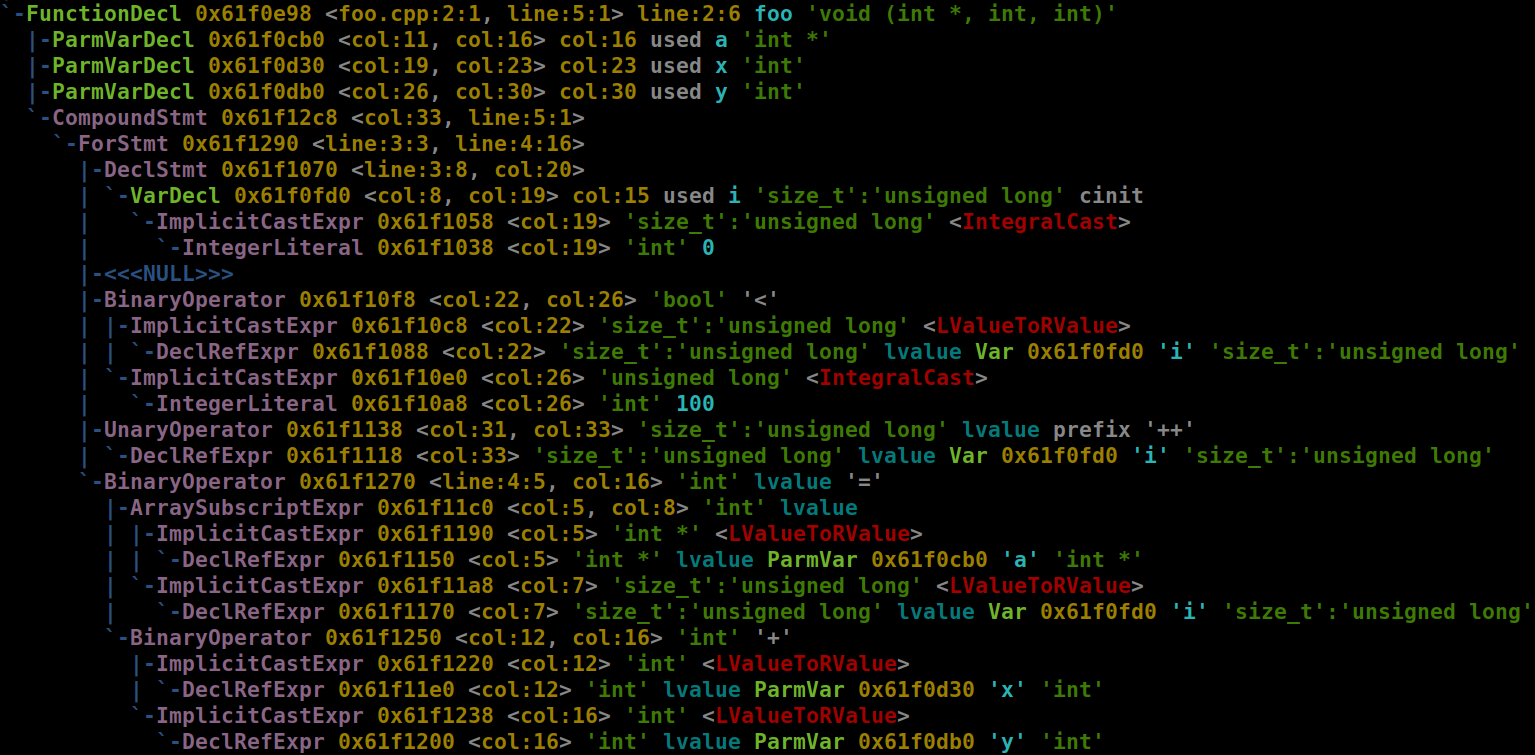 `-FunctionDecl 0x61f0e98 <foo.cpp:2:1, line:5:1> line:2:6 foo 'void (int *, int, int)'
  |-ParmVarDecl 0x61f0cb0 <col:11, col:16> col:16 used a 'int *'
  |-ParmVarDecl 0x61f0d30 <col:19, col:23> col:23 used x 'int'
  |-ParmVarDecl 0x61f0db0 <col:26, col:30> col:30 used y 'int'
  `-CompoundStmt 0x61f12c8 <col:33, line:5:1>
    `-ForStmt 0x61f1290 <line:3:3, line:4:16>
      |-DeclStmt 0x61f1070 <line:3:8, col:20>
      | `-VarDecl 0x61f0fd0 <col:8, col:19> col:15 used i 'size_t':'unsigned long' cinit
      |   `-ImplicitCastExpr 0x61f1058 <col:19> 'size_t':'unsigned long' <IntegralCast>
      |     `-IntegerLiteral 0x61f1038 <col:19> 'int' 0
      |-<<<NULL>>>
      |-BinaryOperator 0x61f10f8 <col:22, col:26> 'bool' '<'
      | |-ImplicitCastExpr 0x61f10c8 <col:22> 'size_t':'unsigned long' <LValueToRValue>
      | | `-DeclRefExpr 0x61f1088 <col:22> 'size_t':'unsigned long' lvalue Var 0x61f0fd0 'i' 'size_t':'unsigned long'
      | `-ImplicitCastExpr 0x61f10e0 <col:26> 'unsigned long' <IntegralCast>
      |   `-IntegerLiteral 0x61f10a8 <col:26> 'int' 100
      |-UnaryOperator 0x61f1138 <col:31, col:33> 'size_t':'unsigned long' lvalue prefix '++'
      | `-DeclRefExpr 0x61f1118 <col:33> 'size_t':'unsigned long' lvalue Var 0x61f0fd0 'i' 'size_t':'unsigned long'
      `-BinaryOperator 0x61f1270 <line:4:5, col:16> 'int' lvalue '='
        |-ArraySubscriptExpr 0x61f11c0 <col:5, col:8> 'int' lvalue
        | |-ImplicitCastExpr 0x61f1190 <col:5> 'int *' <LValueToRValue>
        | | `-DeclRefExpr 0x61f1150 <col:5> 'int *' lvalue ParmVar 0x61f0cb0 'a' 'int *'
        | `-ImplicitCastExpr 0x61f11a8 <col:7> 'size_t':'unsigned long' <LValueToRValue>
        |   `-DeclRefExpr 0x61f1170 <col:7> 'size_t':'unsigned long' lvalue Var 0x61f0fd0 'i' 'size_t':'unsigned long'
        `-BinaryOperator 0x61f1250 <col:12, col:16> 'int' '+'
          |-ImplicitCastExpr 0x61f1220 <col:12> 'int' <LValueToRValue>
          | `-DeclRefExpr 0x61f11e0 <col:12> 'int' lvalue ParmVar 0x61f0d30 'x' 'int'
          `-ImplicitCastExpr 0x61f1238 <col:16> 'int' <LValueToRValue>
            `-DeclRefExpr 0x61f1200 <col:16> 'int' lvalue ParmVar 0x61f0db0 'y' 'int'